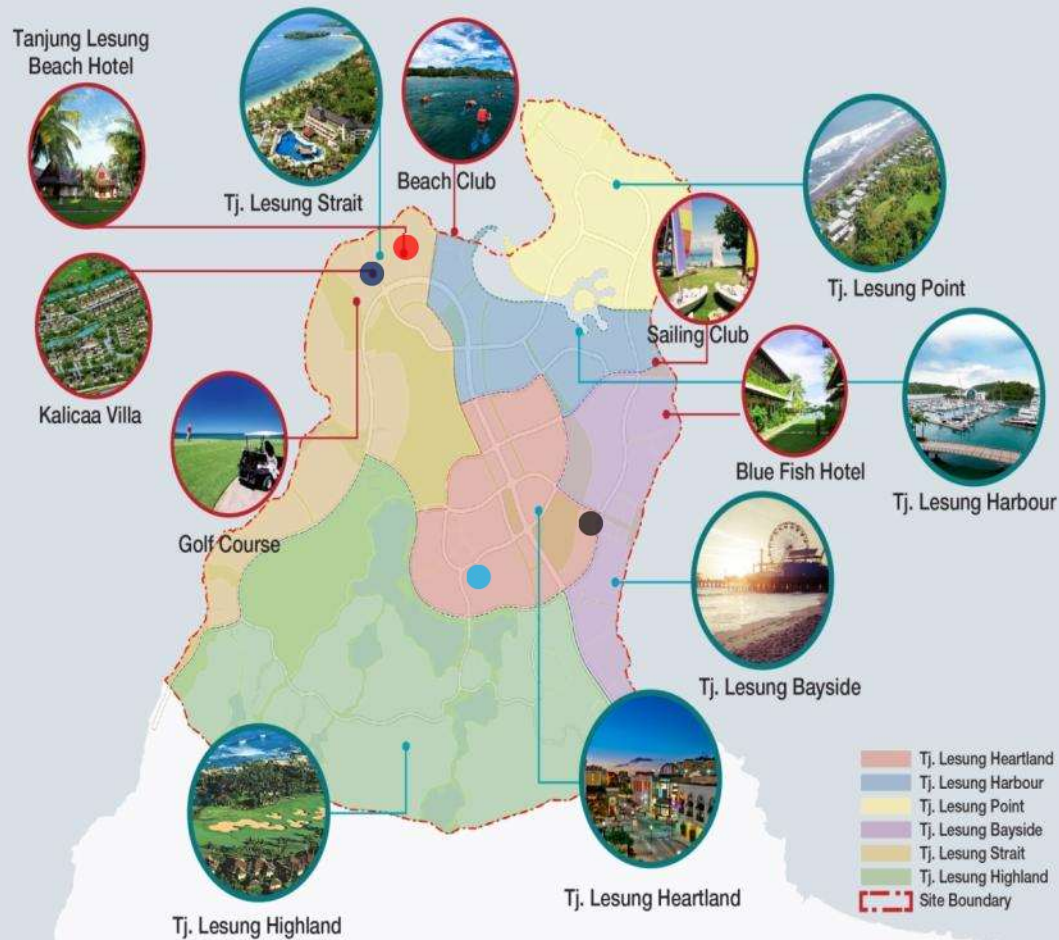 Tanjung Lesung
Beach Hotel
Tj. Lesung Strait
Beach Club
Tj. Lesung Point
Kalicaa Villa
Sailing Club
Golf Course
Blue Fish Hotel
Tj. Lesung Harbour
Tj. Lesung Bayside
Tj. Lesung Highland
Tj. Lesung Heartland
Tj. Lesung Heartland
Tj. Lesung Harbour
Tj. Lesung Point
Tj. Lesung Bayside
Tj. Lesung Strait
Tj. Lesung Highland
Site Boundary